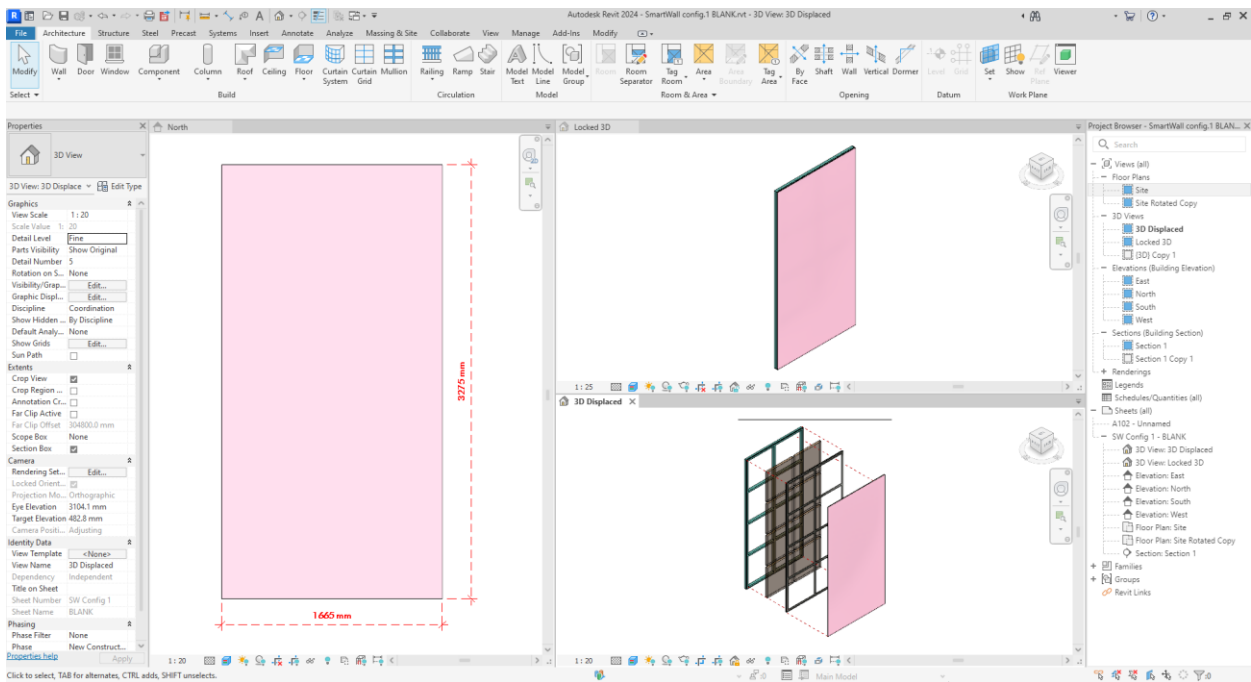 Autodesk Revit 2024 - SmartWall config.1 BLANK.rvt - 3D View: 3D Displaced
File Architecture Structure Steel Precast Systems Insert Annotate Analyze Massing & Site Collaborate View Manage Add-Ins Modify
Modify Wall Door Window Component Column Roof Ceiling Floor Curtain System Curtain Grid Mullion Railing Ramp Stair Model Text Model Line Model Group Room Room Separator Tag Room Area Area Boundary Tag Area By Face Shaft Wall Vertical Dormer Level Grid Set Show Ref Plane Viewer
Select Build Circulation Model Room & Area Opening Datum Work Plane
Properties
3D View
3D View: 3D Displace Edit Type
Graphics
View Scale 1 : 20
Scale Value 1: 20
Detail Level Fine
Parts Visibility Show Original
Detail Number 5
Rotation on S... None
Visibility/Grap... Edit...
Graphic Displ... Edit...
Discipline Coordination
Show Hidden ... By Discipline
Default Analy... None
Show Grids Edit...
Sun Path
Extents
Crop View
Crop Region ...
Annotation Cr...
Far Clip Active
Far Clip Offset 304800.0 mm
Scope Box None
Section Box
Camera
Rendering Set... Edit...
Locked Orient...
Projection Mo... Orthographic
Eye Elevation 3104.1 mm
Target Elevation 482.8 mm
Camera Positi... Adjusting
Identity Data
View Template <None>
View Name 3D Displaced
Dependency Independent
Title on Sheet
Sheet Number SW Config 1
Sheet Name BLANK
Phasing
Phase Filter None
Phase New Construct...
Properties help Apply
North
3275 mm
1665 mm
1 : 20
Locked 3D
1 : 25
3D Displaced
1 : 20
Project Browser - SmartWall config.1 BLAN...
Search
Views (all)
Floor Plans
Site
Site Rotated Copy
3D Views
3D Displaced
Locked 3D
{3D} Copy 1
Elevations (Building Elevation)
East
North
South
West
Sections (Building Section)
Section 1
Section 1 Copy 1
Renderings
Legends
Schedules/Quantities (all)
Sheets (all)
A102 - Unnamed
SW Config 1 - BLANK
3D View: 3D Displaced
3D View: Locked 3D
Elevation: East
Elevation: North
Elevation: South
Elevation: West
Floor Plan: Site
Floor Plan: Site Rotated Copy
Section: Section 1
Families
Groups
Revit Links
Click to select, TAB for alternates, CTRL adds, SHIFT unselects.
:0 Main Model :0